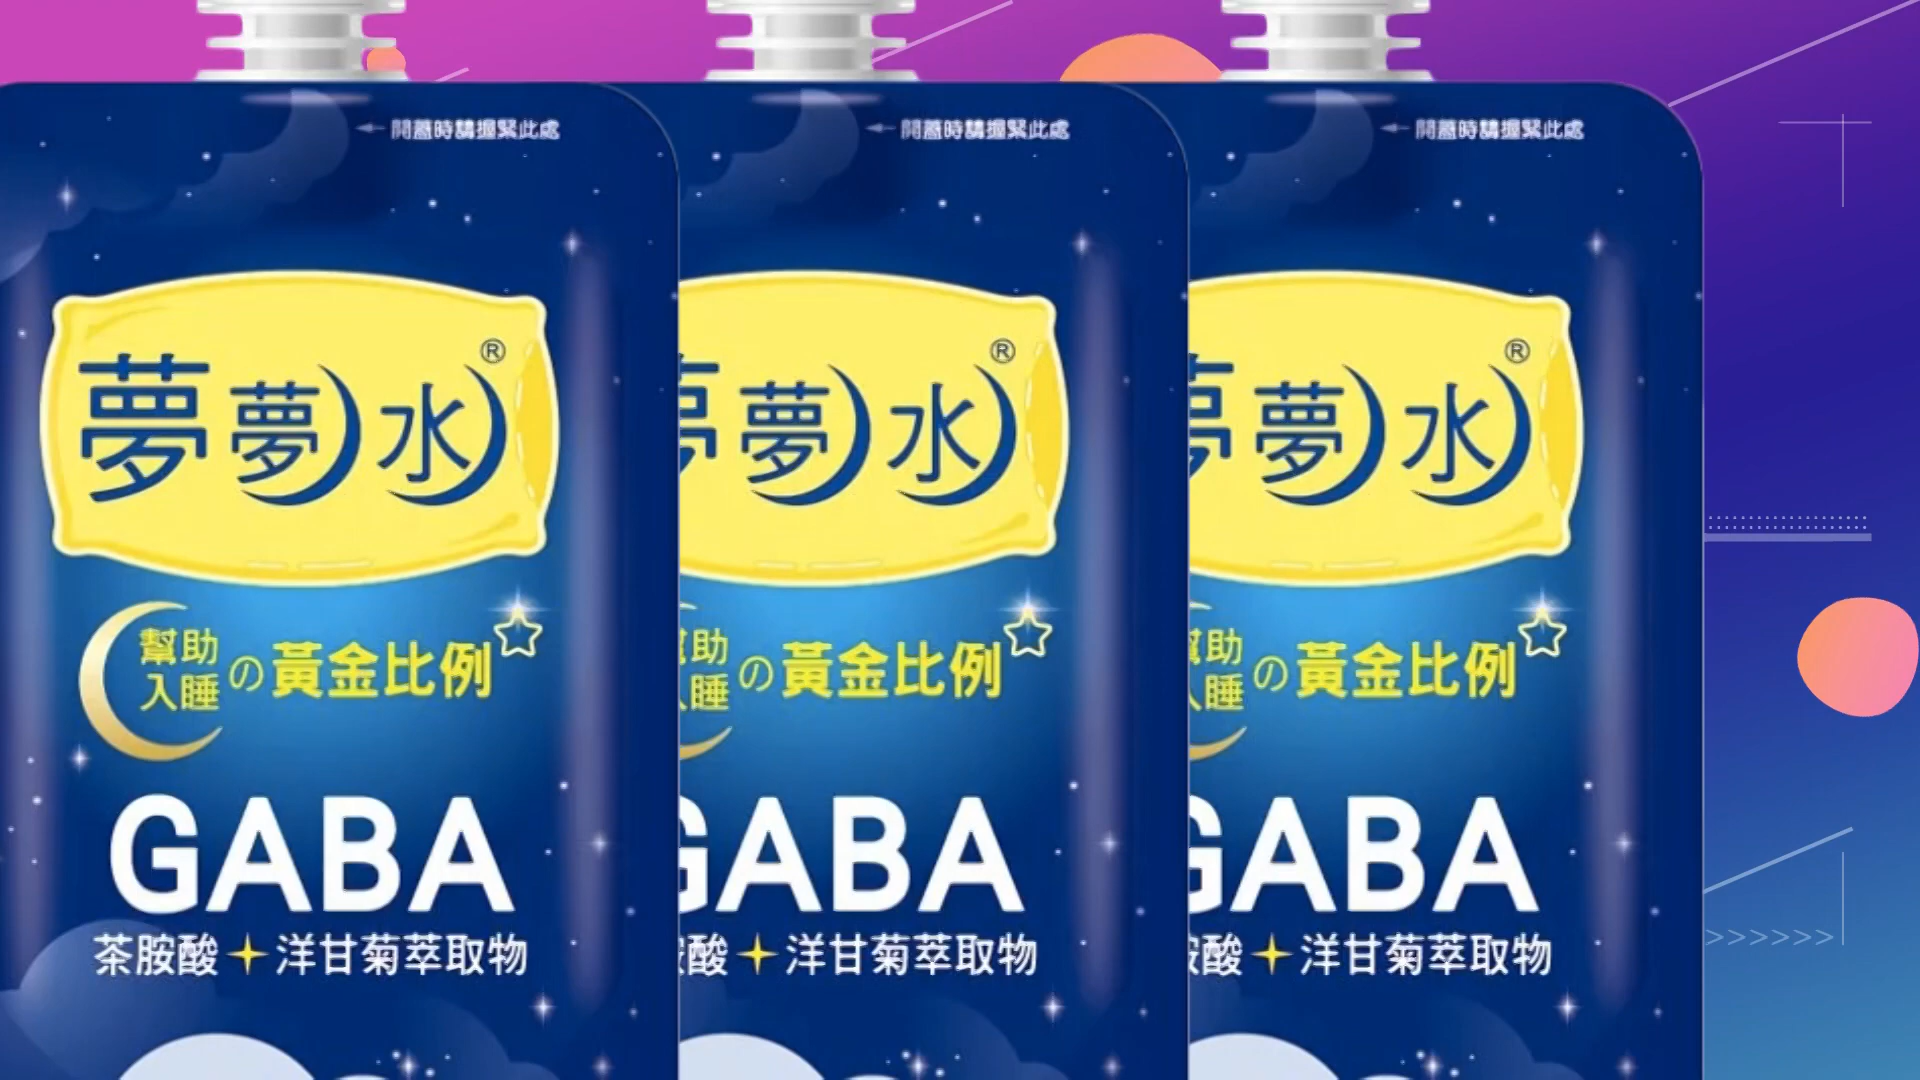 開蓋時請握緊此處
開蓋時請握緊此處
開蓋時請握緊此處
夢夢水®
夢夢水®
夢夢水®
幫助
入睡の黃金比例
助
睡の黃金比例
助
睡の黃金比例
GABA
GABA
GABA
茶胺酸 洋甘菊萃取物
酸 洋甘菊萃取物
酸 洋甘菊萃取物